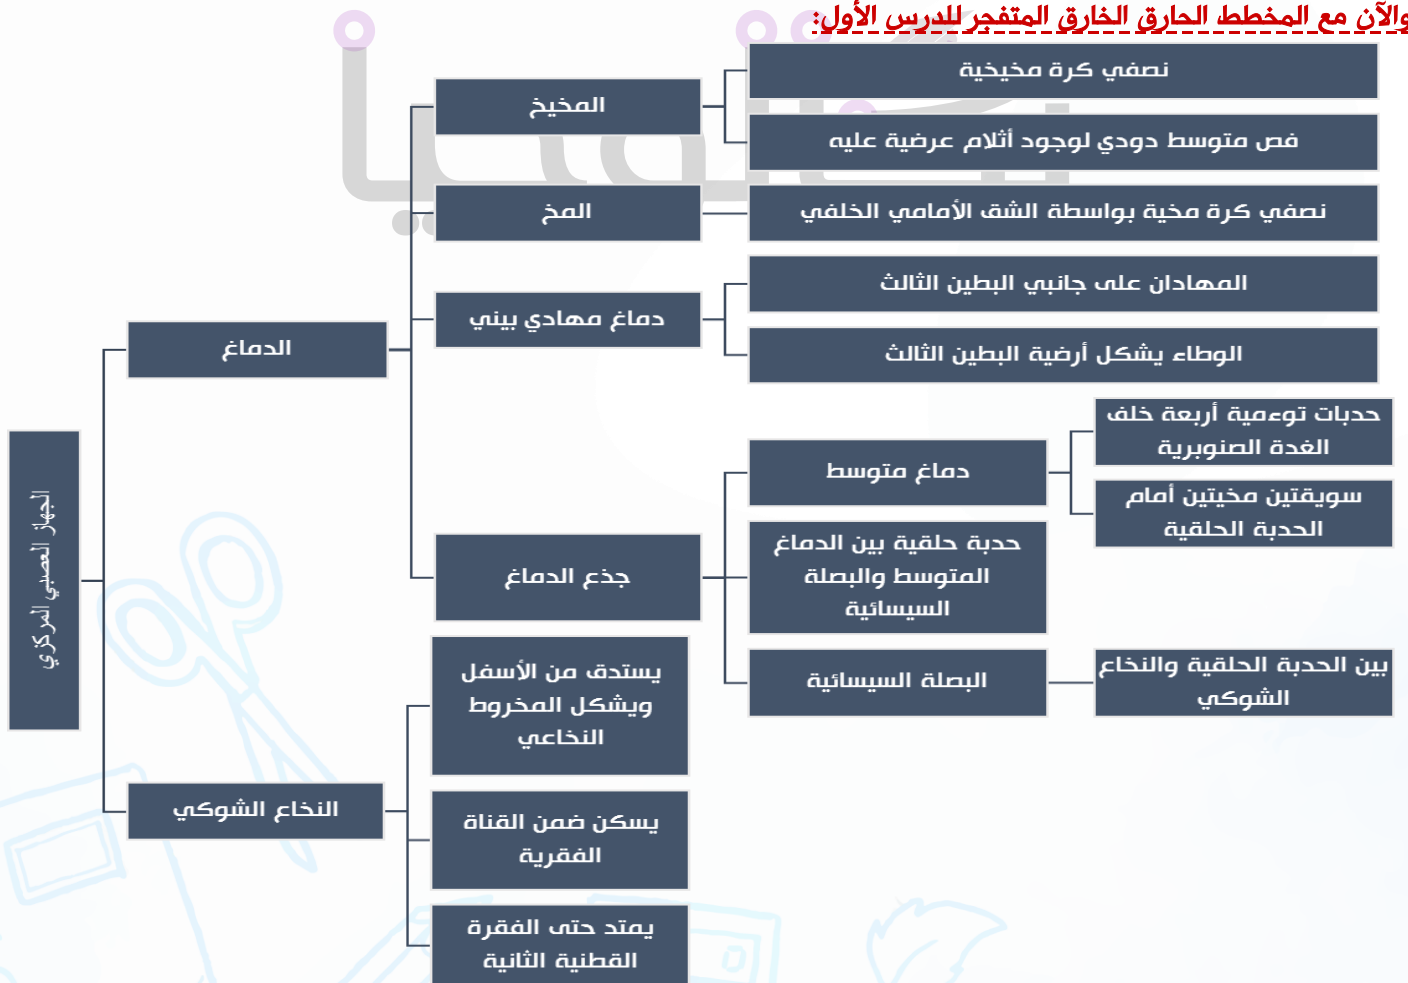 والآن مع المخطط الحارق الخارق المتفجر للدرس الأول:
الجهاز العصبي المركزي
الدماغ
المخيخ
نصفي كرة مخيخية
فص متوسط دودي لوجود أثلام عرضية عليه
المخ
نصفي كرة مخية بواسطة الشق الأمامي الخلفي
دماغ مهادي بيني
المهادان على جانبي البطين الثالث
الوطاء يشكل أرضية البطين الثالث
جذع الدماغ
دماغ متوسط
حدبات توءمية أربعة خلف
الغدة الصنوبرية
سويقتين مخيتين أمام
الحدبة الحلقية
حدبة حلقية بين الدماغ
المتوسط والبصلة
السيسائية
البصلة السيسائية
بين الحدبة الحلقية والنخاع
الشوكي
النخاع الشوكي
يستدق من الأسفل
ويشكل المخروط
النخاعي
يسكن ضمن القناة
الفقرية
يمتد حتى الفقرة
القطنية الثانية